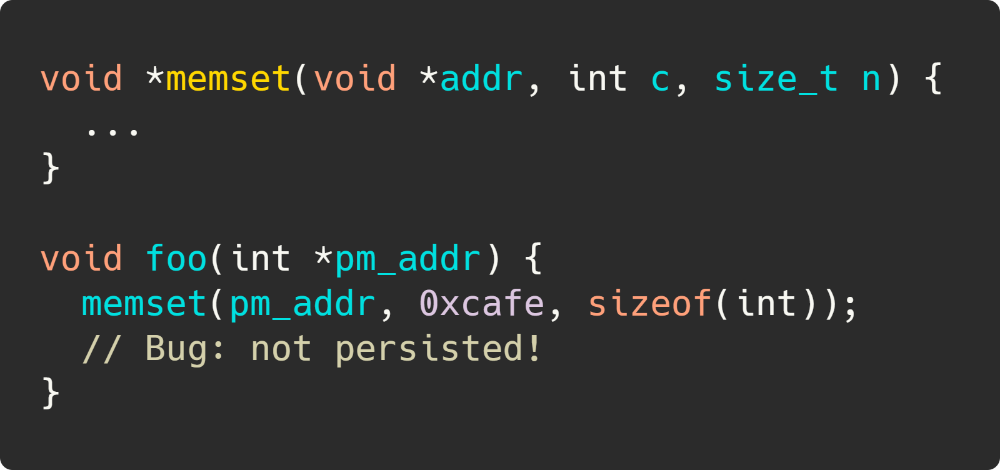 void *memset(void *addr, int c, size_t n) {
  ...
}

void foo(int *pm_addr) {
  memset(pm_addr, 0xcafe, sizeof(int));
  // Bug: not persisted!
}